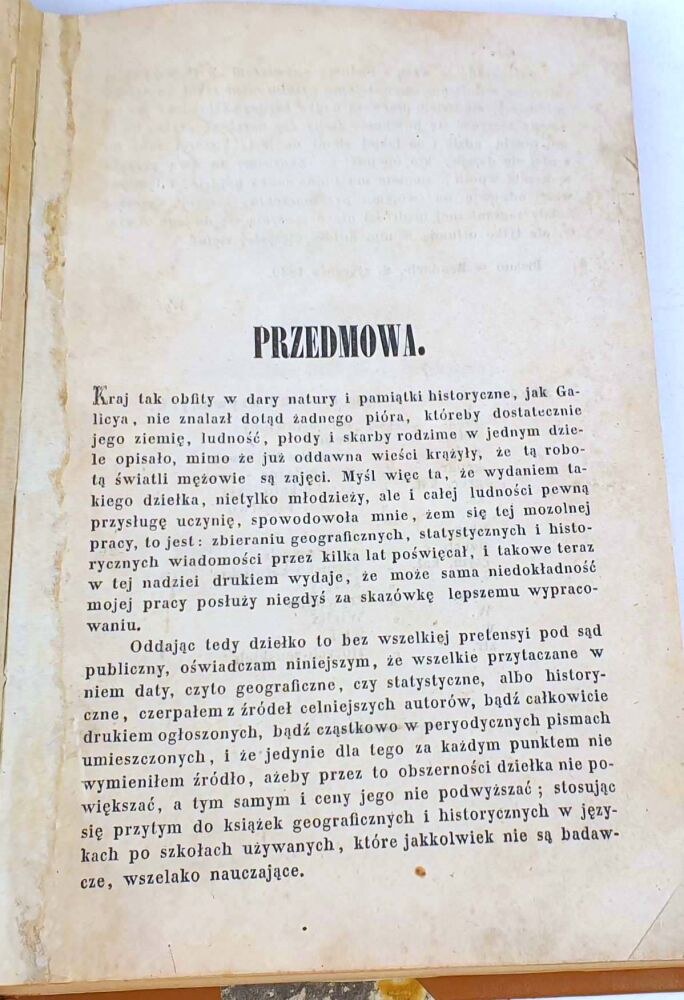 PRZEDMOWA.
Kraj tak obfity w dary natury i pamiątki historyczne, jak Ga-
licya, nie znalazł dotąd żadnego pióra, któreby dostatecznie
jego ziemię, ludność, płody i skarby rodzime w jednym dzie-
le opisało, mimo że już oddawna wieści krążyły, że tą robo-
tą światli mężowie są zajęci. Myśl więc ta, że wydaniem ta-
kiego dziełka, nietylko młodzieży, ale i całej ludności pewną
przysługę uczynię, spowodowoła mnie, żem się tej mozolnej
pracy, to jest: zbieraniu geograficznych, statystycznych i histo-
rycznych wiadomości przez kilka lat poświęcał, i takowe teraz
w tej nadziei drukiem wydaje, że może sama niedokładność
mojej pracy posłuży niegdyś za skazówkę lepszemu wypraco-
waniu.
Oddając tedy dziełko to bez wszelkiej pretensyi pod sąd
publiczny, oświadczam niniejszym, że wszelkie przytaczane w
niem daty, czyto geograficzne, czy statystyczne, albo history-
czne, czerpałem z źródeł celniejszych autorów, bądź całkowicie
drukiem ogłoszonych, bądź cząstkowo w peryodycznych pismach
umieszczonych, i że jedynie dla tego za każdym punktem nie
wymieniłem źródło, ażeby przez to obszerności dziełka nie po-
większać, a tym samym i ceny jego nie podwyższać; stosując
się przytym do książek geograficznych i historycznych w języ-
kach po szkołach używanych, które jakkolwiek nie są badaw-
cze, wszelako nauczające.